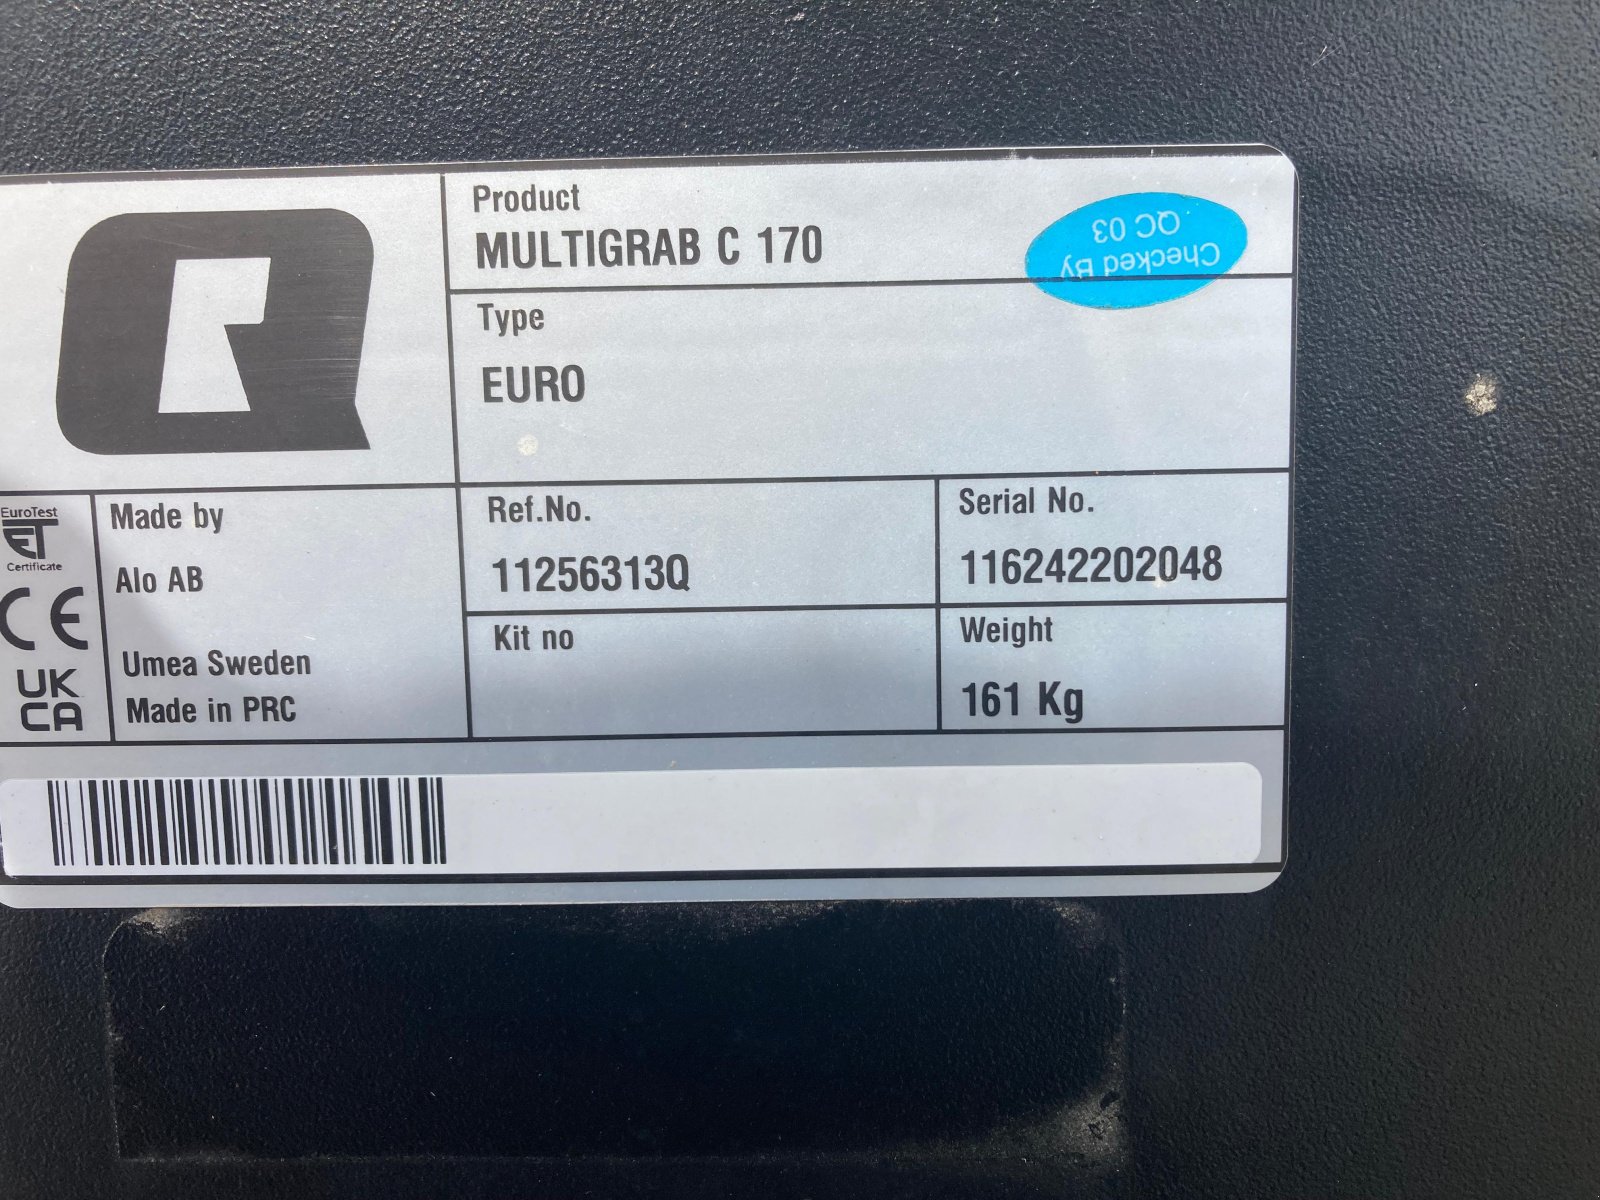 Product
MULTIGRAB C 170
Checked By
QC 03
Type
EURO
EuroTest
ET
Certificate
CE
UK
CA
Made by
Alo AB
Umea Sweden
Made in PRC
Ref.No.
11256313Q
Serial No.
116242202048
Kit no
Weight
161 Kg